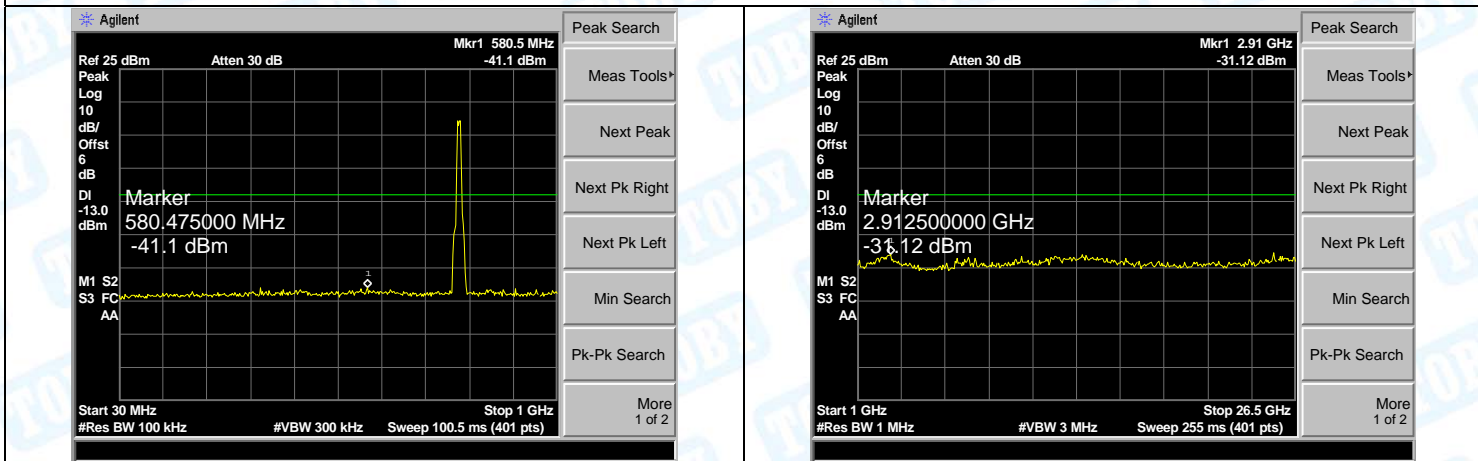 Agilent
Peak Search
Mkr1 580.5 MHz
Ref 25 dBm Atten 30 dB -41.1 dBm
Peak
Log
10
dB/
Offst
6
dB
DI
-13.0
dBm
Marker
580.475000 MHz
-41.1 dBm
1
M1 S2
S3 FC
AA
Start 30 MHz Stop 1 GHz
#Res BW 100 kHz #VBW 300 kHz Sweep 100.5 ms (401 pts)
Meas Tools
Next Peak
Next Pk Right
Next Pk Left
Min Search
Pk-Pk Search
More
1 of 2
Agilent
Peak Search
Mkr1 2.91 GHz
Ref 25 dBm Atten 30 dB -31.12 dBm
Peak
Log
10
dB/
Offst
6
dB
DI
-13.0
dBm
Marker
2.912500000 GHz
-31.12 dBm
1
M1 S2
S3 FC
AA
Start 1 GHz Stop 26.5 GHz
#Res BW 1 MHz #VBW 3 MHz Sweep 255 ms (401 pts)
Meas Tools
Next Peak
Next Pk Right
Next Pk Left
Min Search
Pk-Pk Search
More
1 of 2
TOBY